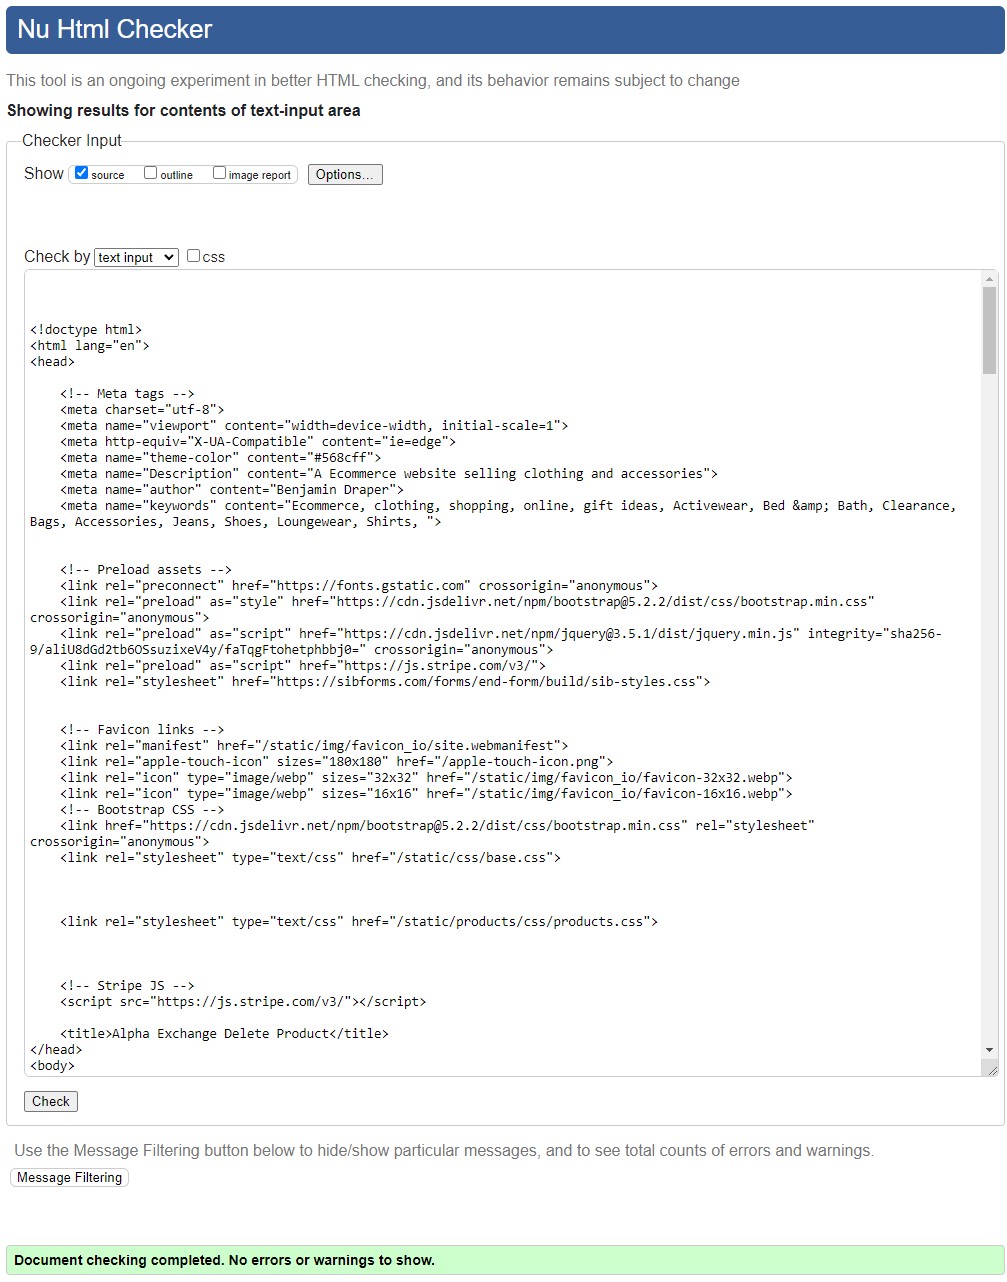 Nu Html Checker
This tool is an ongoing experiment in better HTML checking, and its behavior remains subject to change
Showing results for contents of text-input area
Checker Input
Show source outline image report Options...
Check by text input css
<!doctype html>
<html lang="en">
<head>
<!-- Meta tags -->
<meta charset="utf-8">
<meta name="viewport" content="width=device-width, initial-scale=1">
<meta http-equiv="X-UA-Compatible" content="ie=edge">
<meta name="theme-color" content="#568cff">
<meta name="Description" content="A Ecommerce website selling clothing and accessories">
<meta name="author" content="Benjamin Draper">
<meta name="keywords" content="Ecommerce, clothing, shopping, online, gift ideas, Activewear, Bed &amp; Bath, Clearance,
Bags, Accessories, Jeans, Shoes, Loungewear, Shirts, ">
<!-- Preload assets -->
<link rel="preconnect" href="https://fonts.gstatic.com" crossorigin="anonymous">
<link rel="preload" as="style" href="https://cdn.jsdelivr.net/npm/bootstrap@5.2.2/dist/css/bootstrap.min.css"
crossorigin="anonymous">
<link rel="preload" as="script" href="https://cdn.jsdelivr.net/npm/jquery@3.5.1/dist/jquery.min.js" integrity="sha256-
9/aliU8dGd2tb6OSsuzixeV4y/faTqgFtohetphbbj0=" crossorigin="anonymous">
<link rel="preload" as="script" href="https://js.stripe.com/v3/">
<link rel="stylesheet" href="https://sibforms.com/forms/end-form/build/sib-styles.css">
<!-- Favicon links -->
<link rel="manifest" href="/static/img/favicon_io/site.webmanifest">
<link rel="apple-touch-icon" sizes="180x180" href="/apple-touch-icon.png">
<link rel="icon" type="image/webp" sizes="32x32" href="/static/img/favicon_io/favicon-32x32.webp">
<link rel="icon" type="image/webp" sizes="16x16" href="/static/img/favicon_io/favicon-16x16.webp">
<!-- Bootstrap CSS -->
<link href="https://cdn.jsdelivr.net/npm/bootstrap@5.2.2/dist/css/bootstrap.min.css" rel="stylesheet"
crossorigin="anonymous">
<link rel="stylesheet" type="text/css" href="/static/css/base.css">
<link rel="stylesheet" type="text/css" href="/static/products/css/products.css">
<!-- Stripe JS -->
<script src="https://js.stripe.com/v3/"></script>
<title>Alpha Exchange Delete Product</title>
</head>
<body>
Check
Use the Message Filtering button below to hide/show particular messages, and to see total counts of errors and warnings.
Message Filtering
Document checking completed. No errors or warnings to show.